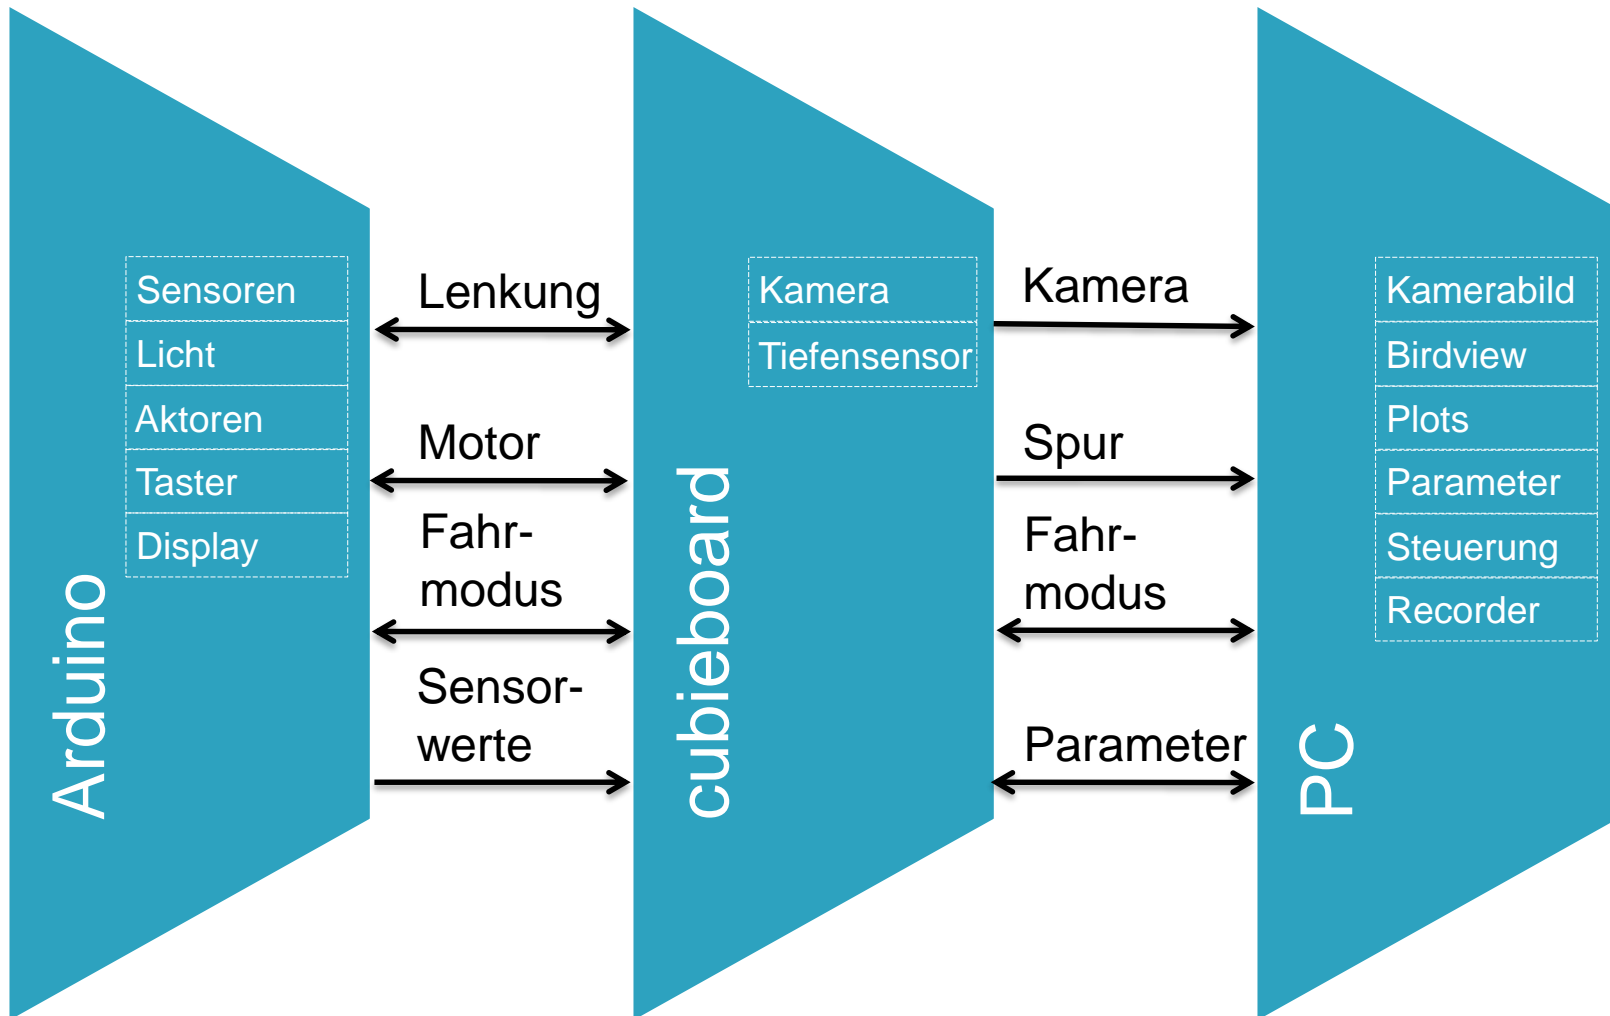 Arduino
Sensoren
Licht
Aktoren
Taster
Display
Lenkung
Motor
Fahr-
modus
Sensor-
werte
cubieboard
Kamera
Tiefensensor
Kamera
Spur
Fahr-
modus
Parameter
PC
Kamerabild
Birdview
Plots
Parameter
Steuerung
Recorder